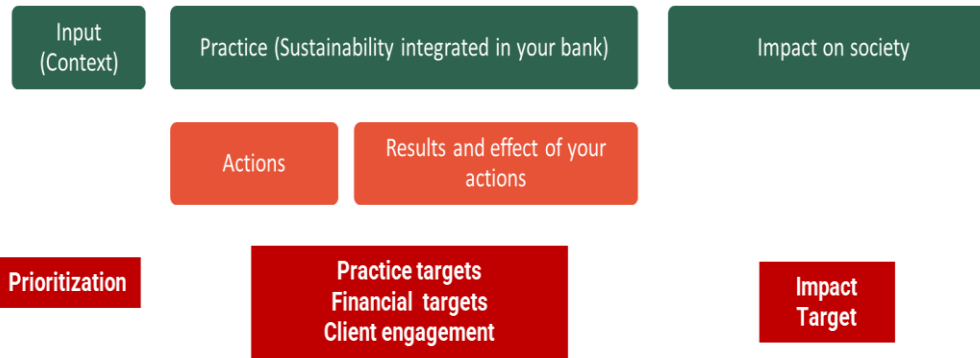 Input
(Context)
Practice (Sustainability integrated in your bank)
Impact on society
Actions
Results and effect of your
actions
Prioritization
Practice targets
Financial targets
Client engagement
Impact
Target